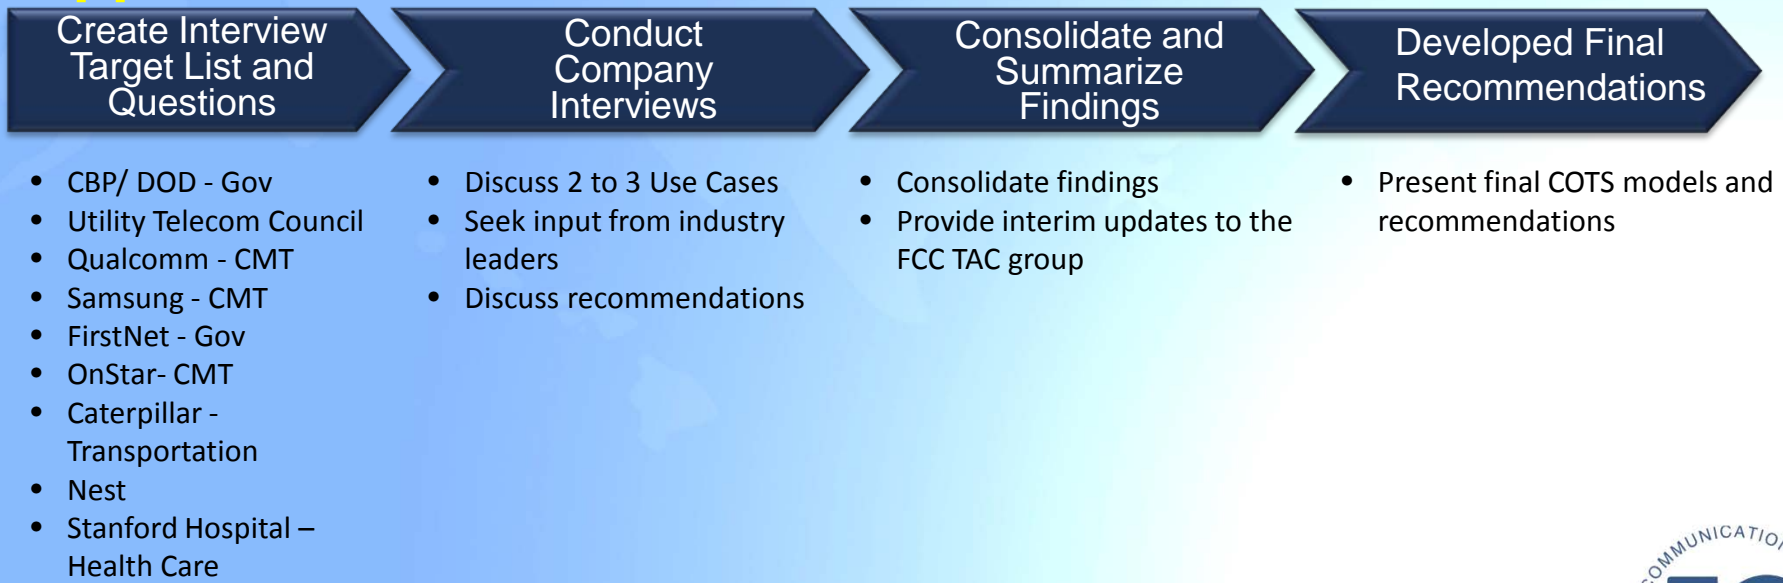 Create Interview
Target List and
Questions
Conduct
Company
Interviews
Consolidate and
Summarize
Findings
Developed Final
Recommendations
• CBP/ DOD - Gov
• Utility Telecom Council
• Qualcomm - CMT
• Samsung - CMT
• FirstNet - Gov
• OnStar- CMT
• Caterpillar -
Transportation
• Nest
• Stanford Hospital –
Health Care
• Discuss 2 to 3 Use Cases
• Seek input from industry
leaders
• Discuss recommendations
• Consolidate findings
• Provide interim updates to the
FCC TAC group
• Present final COTS models and
recommendations